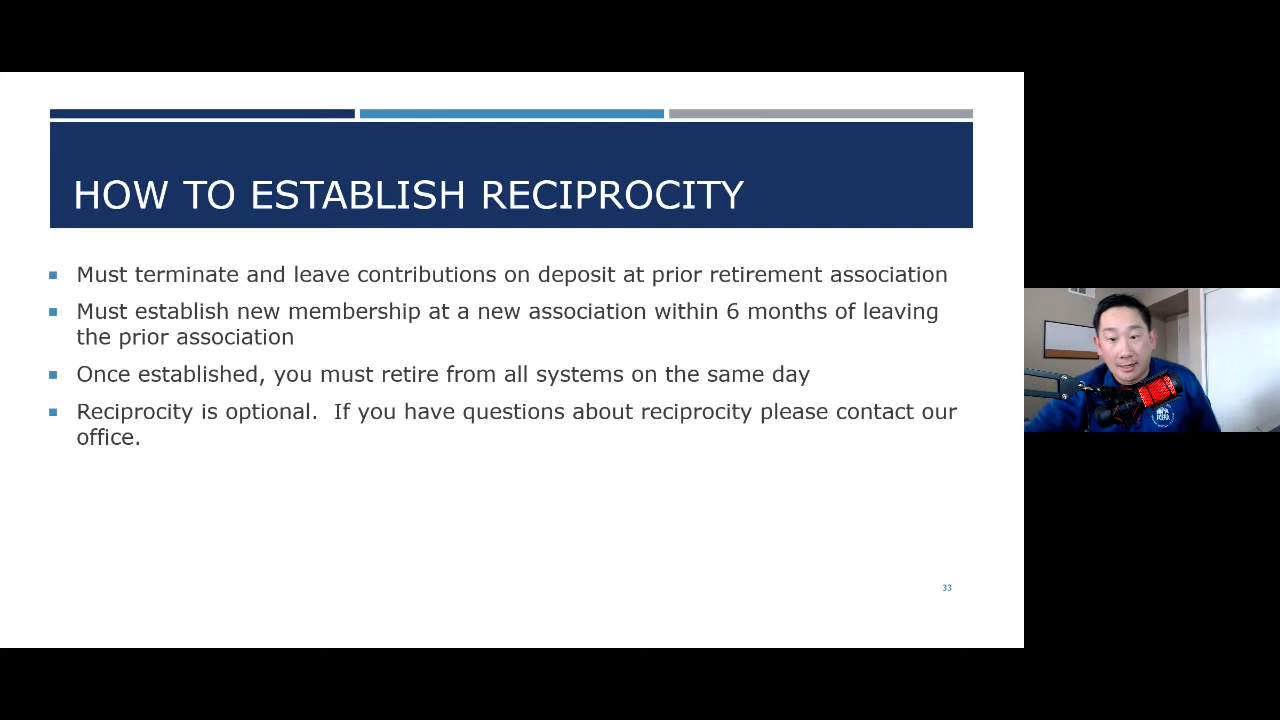 HOW TO ESTABLISH RECIPROCITY
Must terminate and leave contributions on deposit at prior retirement association
Must establish new membership at a new association within 6 months of leaving
the prior association
Once established, you must retire from all systems on the same day
Reciprocity is optional.  If you have questions about reciprocity please contact our
office.
33